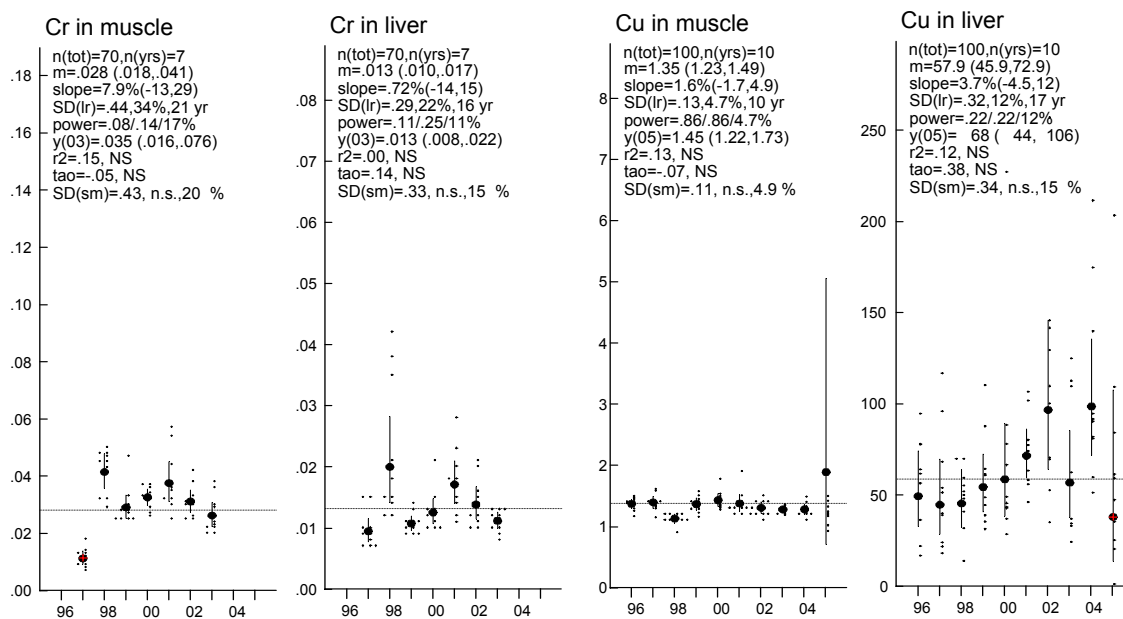 Cr in muscle
n(tot)=70,n(yrs)=7
m=.028 (.018,.041)
slope=7.9%(-13,29)
SD(lr)=.44,34%,21 yr
power=.08/.14/17%
y(03)=.035 (.016,.076)
r2=.15, NS
tao=-.05, NS
SD(sm)=.43, n.s.,20 %
.18
.16
.14
.12
.10
.08
.06
.04
.02
.00
96 98 00 02 04
Cr in liver
n(tot)=70,n(yrs)=7
m=.013 (.010,.017)
slope=.72%(-14,15)
SD(lr)=.29,22%,16 yr
power=.11/.25/11%
y(03)=.013 (.008,.022)
r2=.00, NS
tao=.14, NS
SD(sm)=.33, n.s.,15 %
.08
.07
.06
.05
.04
.03
.02
.01
.00
96 98 00 02 04
Cu in muscle
n(tot)=100,n(yrs)=10
m=1.35 (1.23,1.49)
slope=1.6%(-1.7,4.9)
SD(lr)=.13,4.7%,10 yr
power=.86/.86/4.7%
y(05)=1.45 (1.22,1.73)
r2=.13, NS
tao=-.07, NS
SD(sm)=.11, n.s.,4.9 %
8
7
6
5
4
3
2
1
0
96 98 00 02 04
Cu in liver
n(tot)=100,n(yrs)=10
m=57.9 (45.9,72.9)
slope=3.7%(-4.5,12)
SD(lr)=.32,12%,17 yr
power=.22/.22/12%
y(05)= 68 ( 44, 106)
r2=.12, NS
tao=.38, NS
SD(sm)=.34, n.s.,15 %
250
200
150
100
50
0
96 98 00 02 04